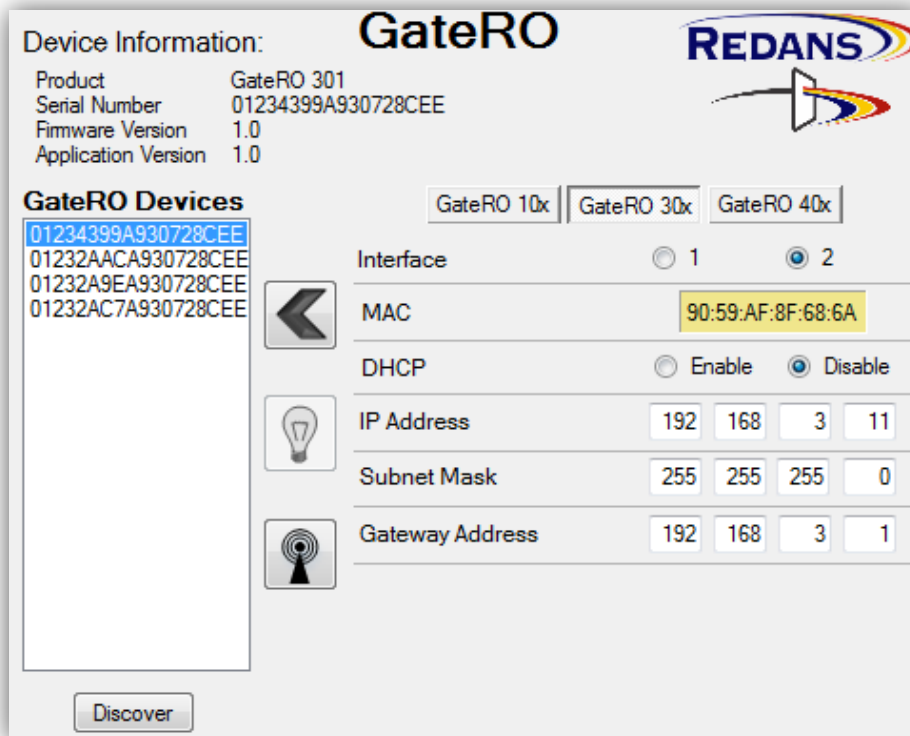 GateRO
REDANS
Device Information:
Product GateRO 301
Serial Number 01234399A930728CEE
Firmware Version 1.0
Application Version 1.0
GateRO Devices
01234399A930728CEE
01232AACA930728CEE
01232A9EA930728CEE
01232AC7A930728CEE
Discover
GateRO 10x GateRO 30x GateRO 40x
Interface 1 2
MAC 90:59:AF:8F:68:6A
DHCP Enable Disable
IP Address 192 168 3 11
Subnet Mask 255 255 255 0
Gateway Address 192 168 3 1